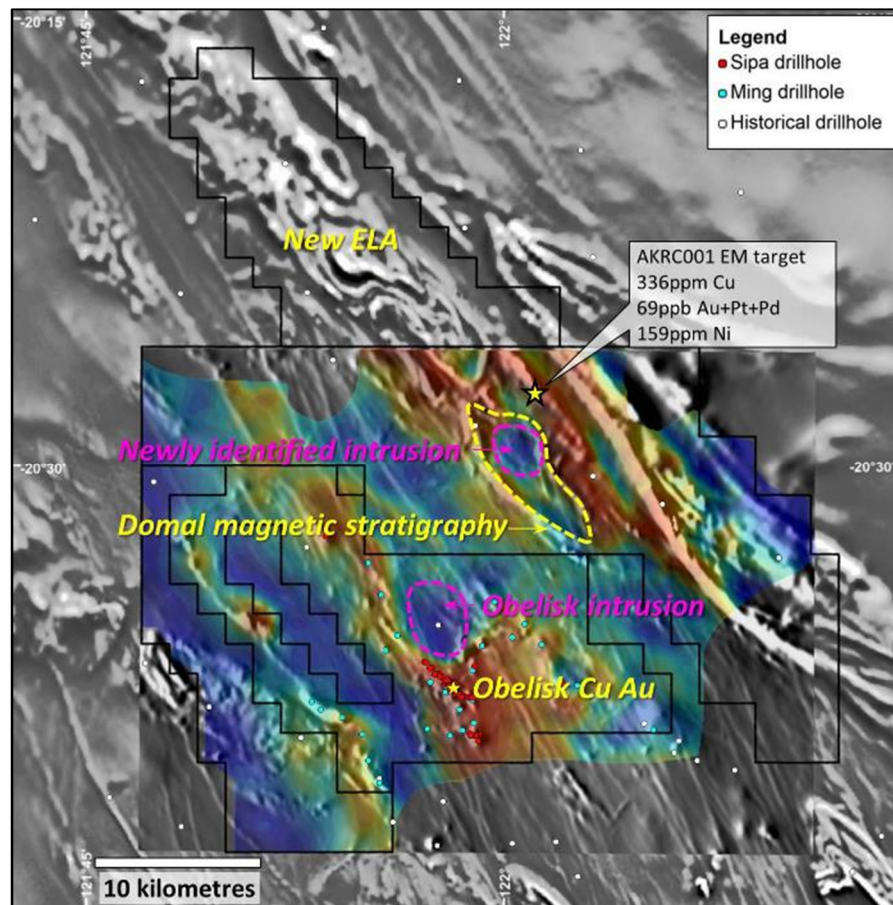 -20°15'
121°45'
122°
Legend
Sipa drillhole
Ming drillhole
Historical drillhole
New ELA
AKRC001 EM target
336ppm Cu
69ppb Au+Pt+Pd
159ppm Ni
Newly identified intrusion
-20°30'
-20°30'
Domal magnetic stratigraphy
Obelisk intrusion
Obelisk Cu Au
121°45'
122°
10 kilometres